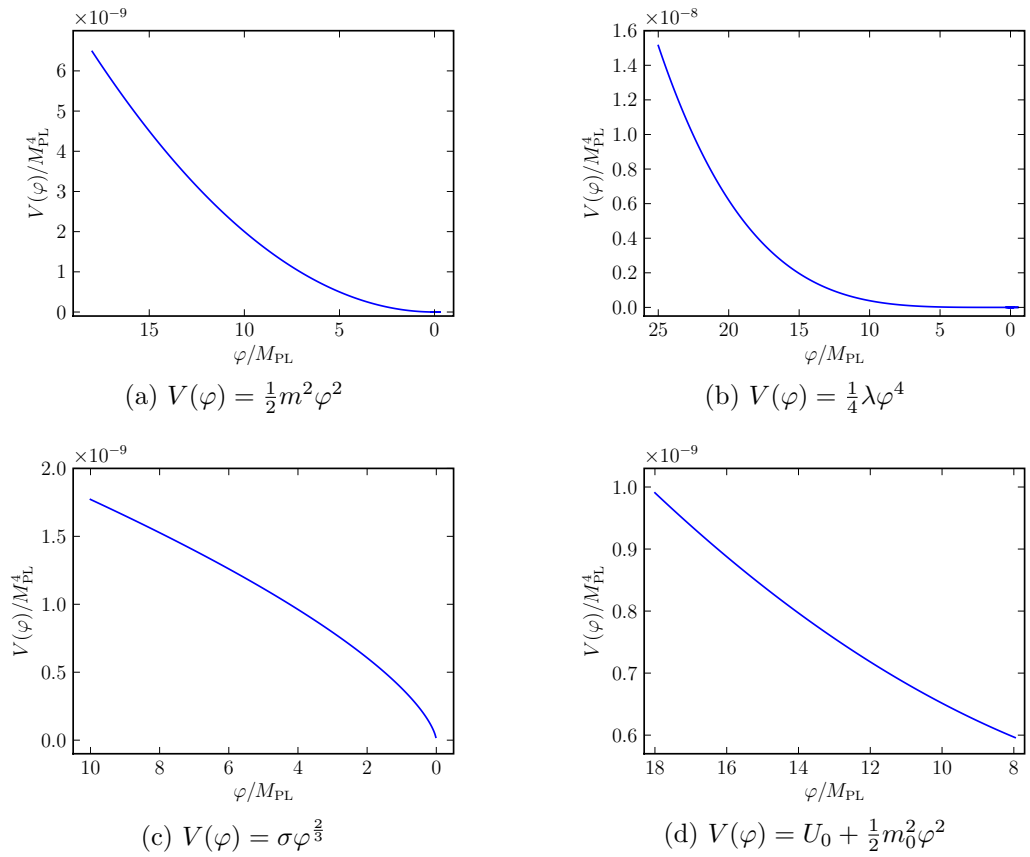 ×10⁻⁹
V(φ)/M⁴_PL
6
5
4
3
2
1
0
15 10 5 0
φ/M_PL
(a) V(φ) = ½m²φ²
×10⁻⁸
V(φ)/M⁴_PL
1.6
1.4
1.2
1.0
0.8
0.6
0.4
0.2
0.0
25 20 15 10 5 0
φ/M_PL
(b) V(φ) = ¼λφ⁴
×10⁻⁹
V(φ)/M⁴_PL
2.0
1.5
1.0
0.5
0.0
10 8 6 4 2 0
φ/M_PL
(c) V(φ) = σφ^⅔
×10⁻⁹
V(φ)/M⁴_PL
1.0
0.9
0.8
0.7
0.6
18 16 14 12 10 8
φ/M_PL
(d) V(φ) = U₀ + ½m₀²φ²